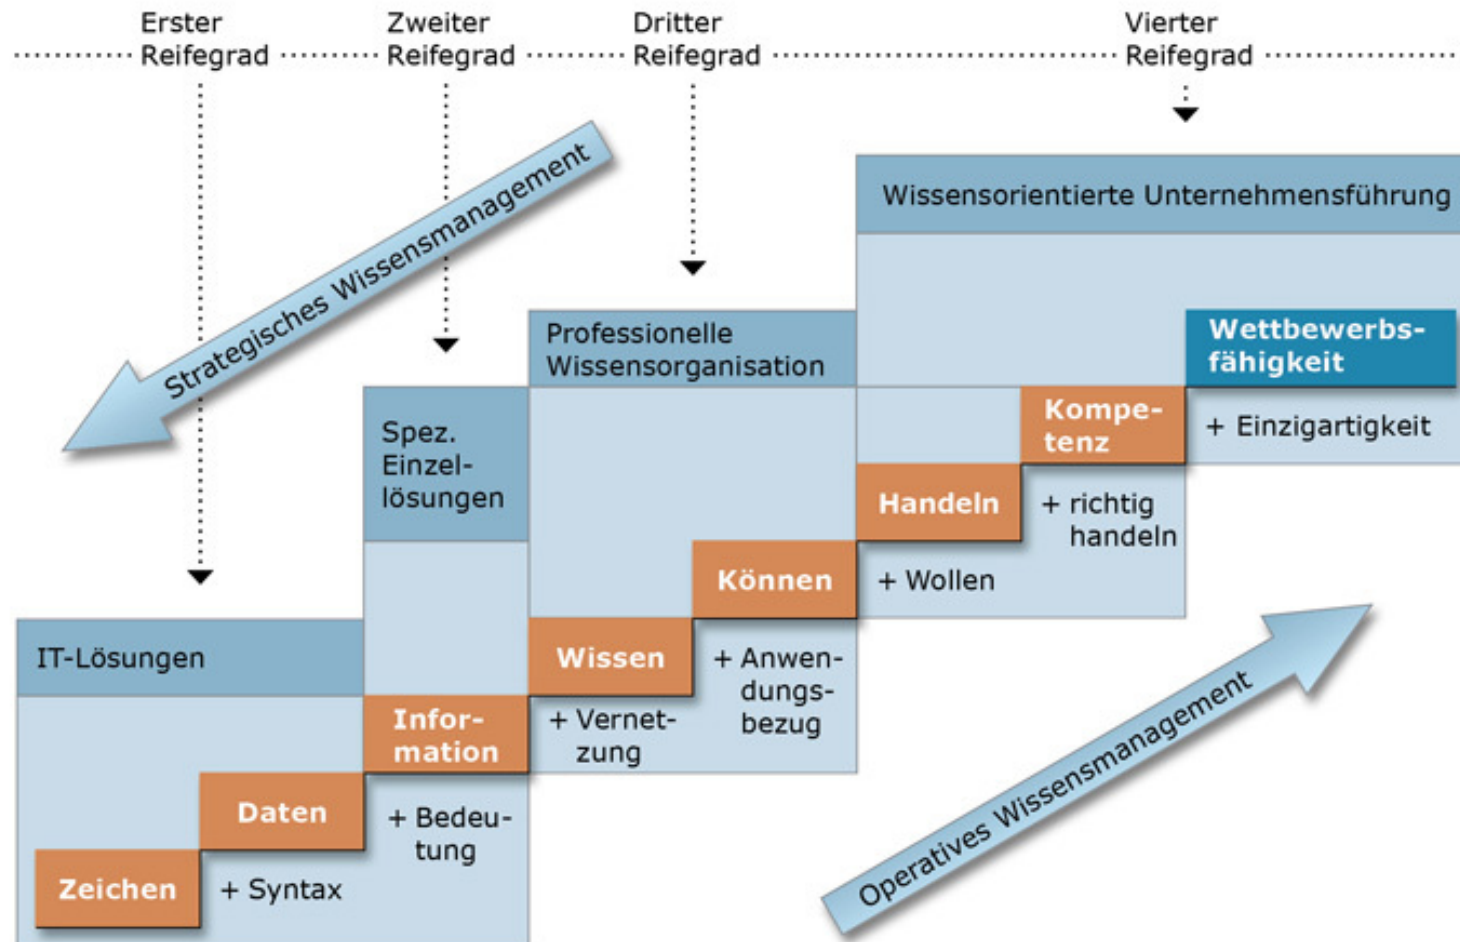 Erster
Reifegrad
Zweiter
Reifegrad
Dritter
Reifegrad
Vierter
Reifegrad
Strategisches Wissensmanagement
Wissensorientierte Unternehmensführung
Professionelle
Wissensorganisation
Wettbewerbs-
fähigkeit
Spez.
Einzel-
lösungen
Kompe-
tenz
+ Einzigartigkeit
Handeln
+ richtig
handeln
Können
+ Wollen
IT-Lösungen
Wissen
+ Anwen-
dungs-
bezug
Infor-
mation
+ Vernet-
zung
Daten
+ Bedeu-
tung
Zeichen
+ Syntax
Operatives Wissensmanagement